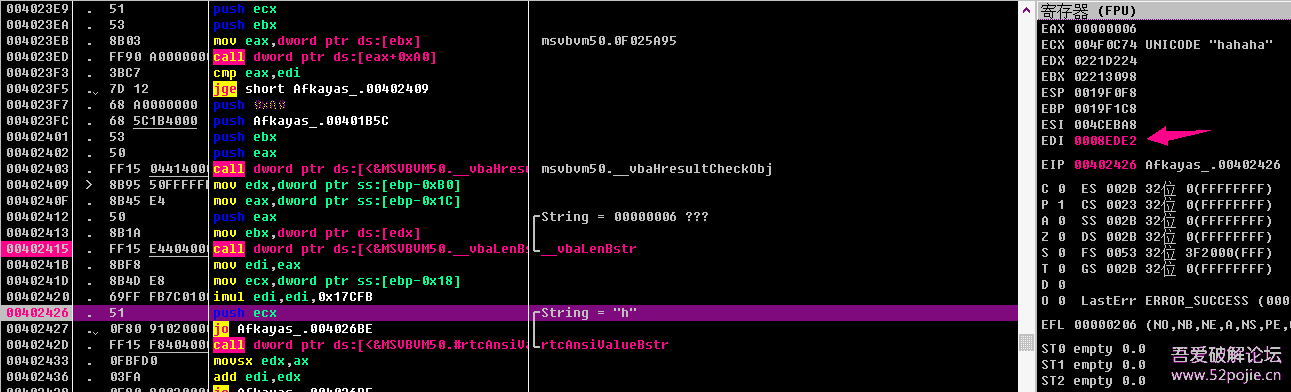 004023E9 . 51 push ecx
004023EA . 53 push ebx
004023EB . 8B03 mov eax,dword ptr ds:[ebx] msvbvm50.0F025A95
004023ED . FF90 A0000000 call dword ptr ds:[eax+0xA0]
004023F3 . 3BC7 cmp eax,edi
004023F5 . 7D 12 jge short Afkayas_.00402409
004023F7 . 68 A0000000 push 0xA0
004023FC . 68 5C1B4000 push Afkayas_.00401B5C
00402401 . 53 push ebx
00402402 . 50 push eax
00402403 . FF15 04414000 call dword ptr ds:[<&MSVBVM50.__vbaHresu msvbvm50.__vbaHresultCheckObj
00402409 > 8B95 50FFFFFF mov edx,dword ptr ss:[ebp-0xB0]
0040240F . 8B45 E4 mov eax,dword ptr ss:[ebp-0x1C]
00402412 . 50 push eax String = 00000006 ???
00402413 . 8B1A mov ebx,dword ptr ds:[edx]
00402415 . FF15 E4404000 call dword ptr ds:[<&MSVBVM50.__vbaLenBs __vbaLenBstr
0040241B . 8BF8 mov edi,eax
0040241D . 8B4D E8 mov ecx,dword ptr ss:[ebp-0x18]
00402420 . 69FF FB7C0100 imul edi,edi,0x17CFB
00402426 . 51 push ecx String = "h"
00402427 . 0F80 91020000 jo Afkayas_.004026BE
0040242D . FF15 F8404000 call dword ptr ds:[<&MSVBVM50.#rtcAnsiVa rtcAnsiValueBstr
00402433 . 0FBFD0 movsx edx,ax
00402436 . 03FA add edi,edx
寄存器 (FPU)
EAX 00000006
ECX 004F0C74 UNICODE "hahaha"
EDX 0221D224
EBX 02213098
ESP 0019F0F8
EBP 0019F1C8
ESI 004CEBA8
EDI 0008EDE2
EIP 00402426 Afkayas_.00402426
C 0 ES 002B 32位 0(FFFFFFFF)
P 1 CS 0023 32位 0(FFFFFFFF)
A 0 SS 002B 32位 0(FFFFFFFF)
Z 0 DS 002B 32位 0(FFFFFFFF)
S 0 FS 0053 32位 3F2000(FFF)
T 0 GS 002B 32位 0(FFFFFFFF)
D 0
O 0 LastErr ERROR_SUCCESS (000
EFL 00000206 (NO,NB,NE,A,NS,PE,
ST0 empty 0.0
ST1 empty 0.0
ST2 empty 0.0
吾爱破解论坛
www.52pojie.cn